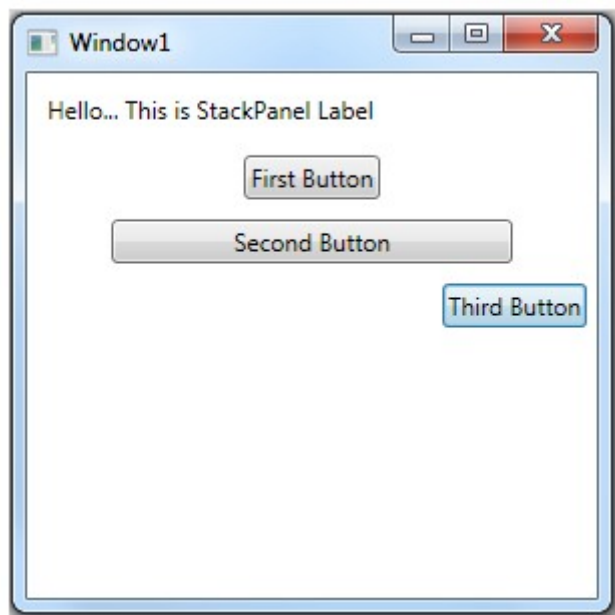 Window1
Hello... This is StackPanel Label
First Button
Second Button
Third Button